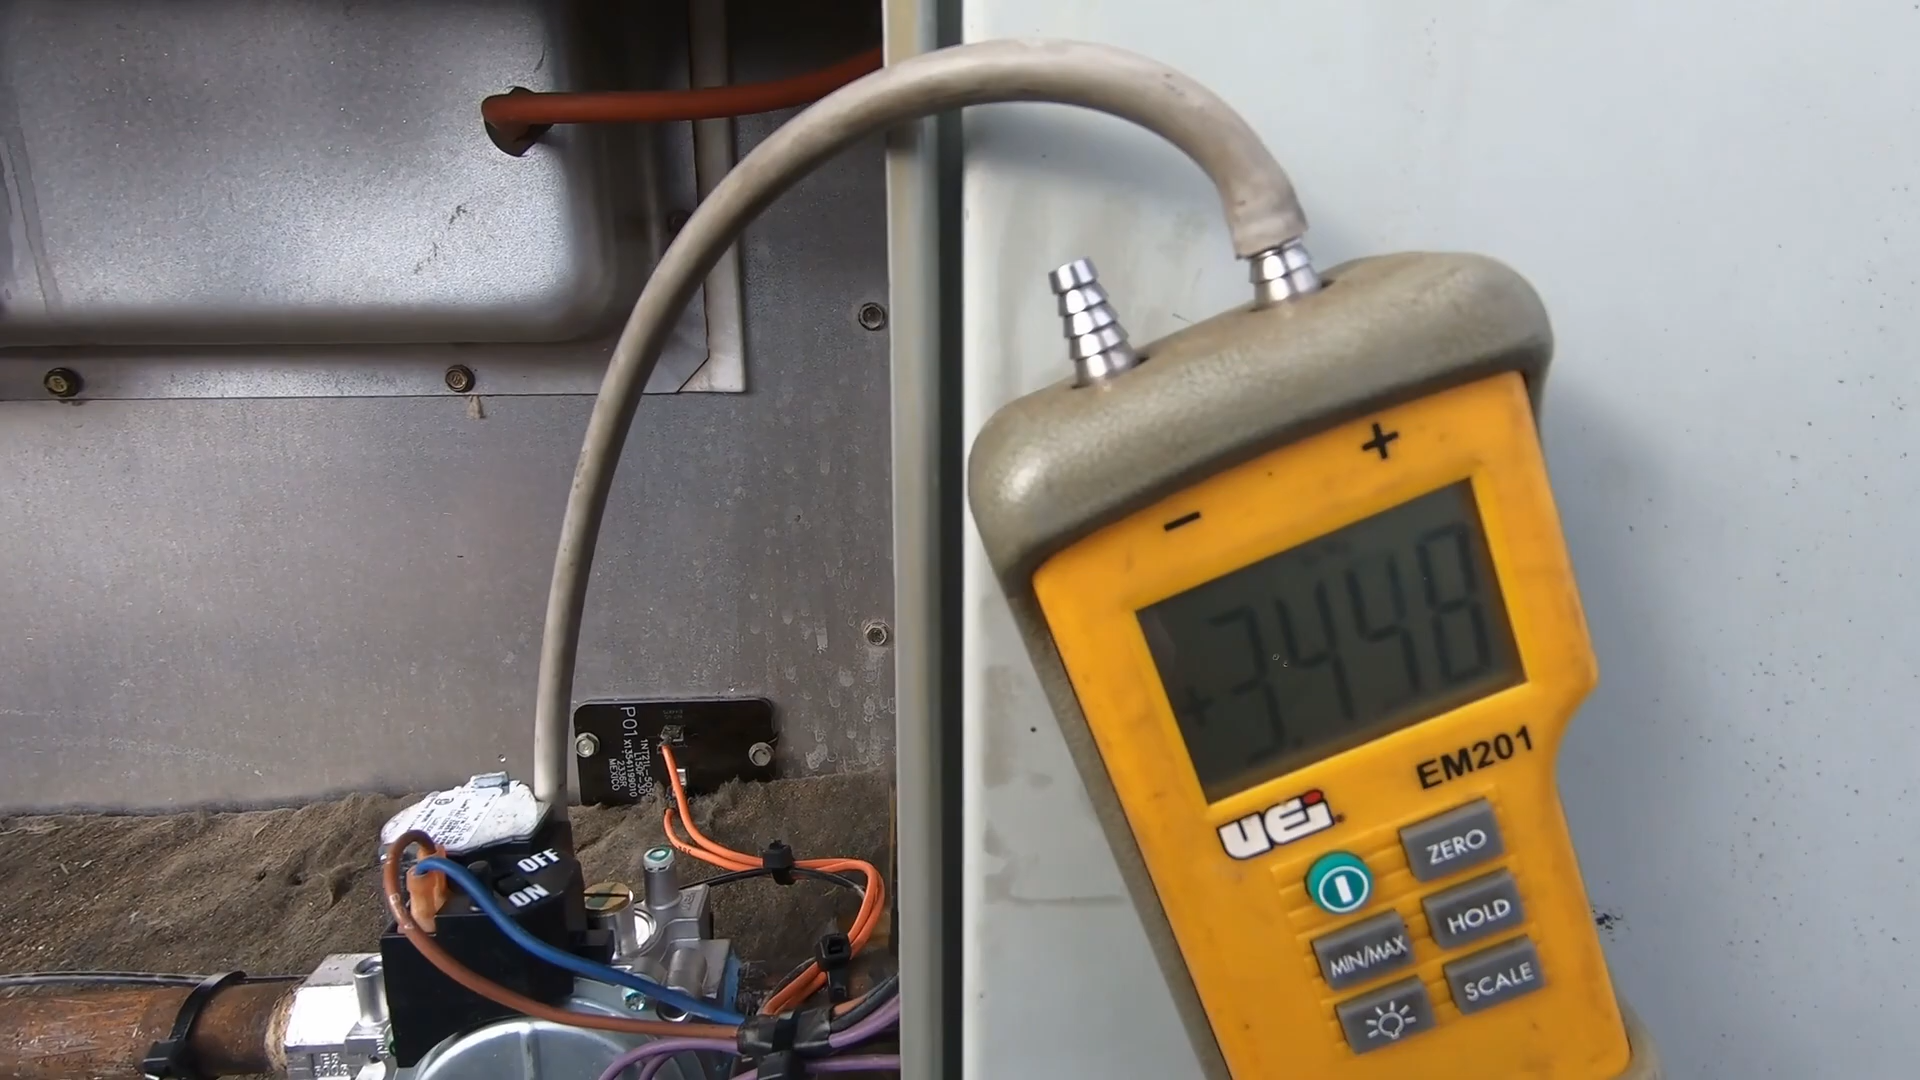 +
−
+3.448
EM201
UEi
ZERO
HOLD
MIN/MAX
SCALE
P01
MEXICO
OFF
ON